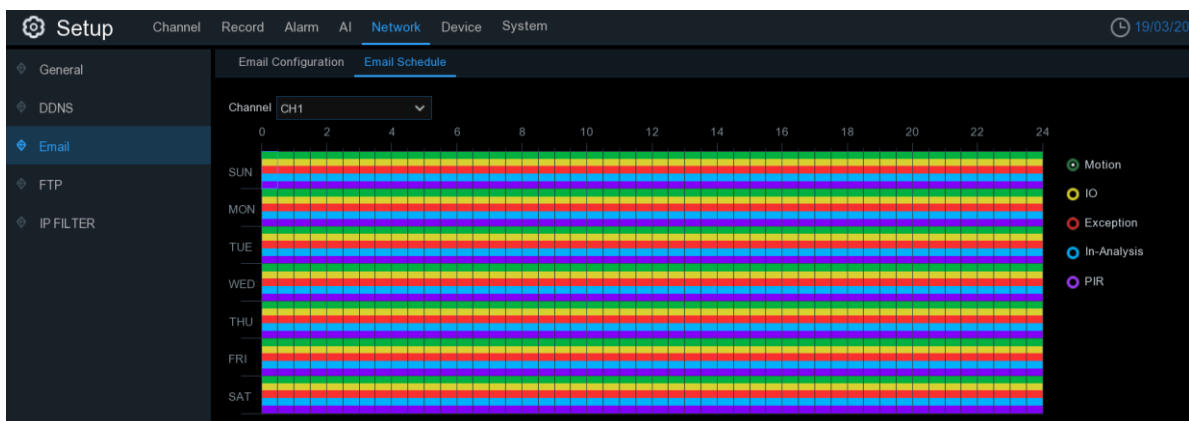 Setup Channel Record Alarm AI Network Device System 19/03/20
General
DDNS
Email
FTP
IP FILTER
Email Configuration Email Schedule
Channel CH1
0 2 4 6 8 10 12 14 16 18 20 22 24
SUN
MON
TUE
WED
THU
FRI
SAT
Motion
IO
Exception
In-Analysis
PIR